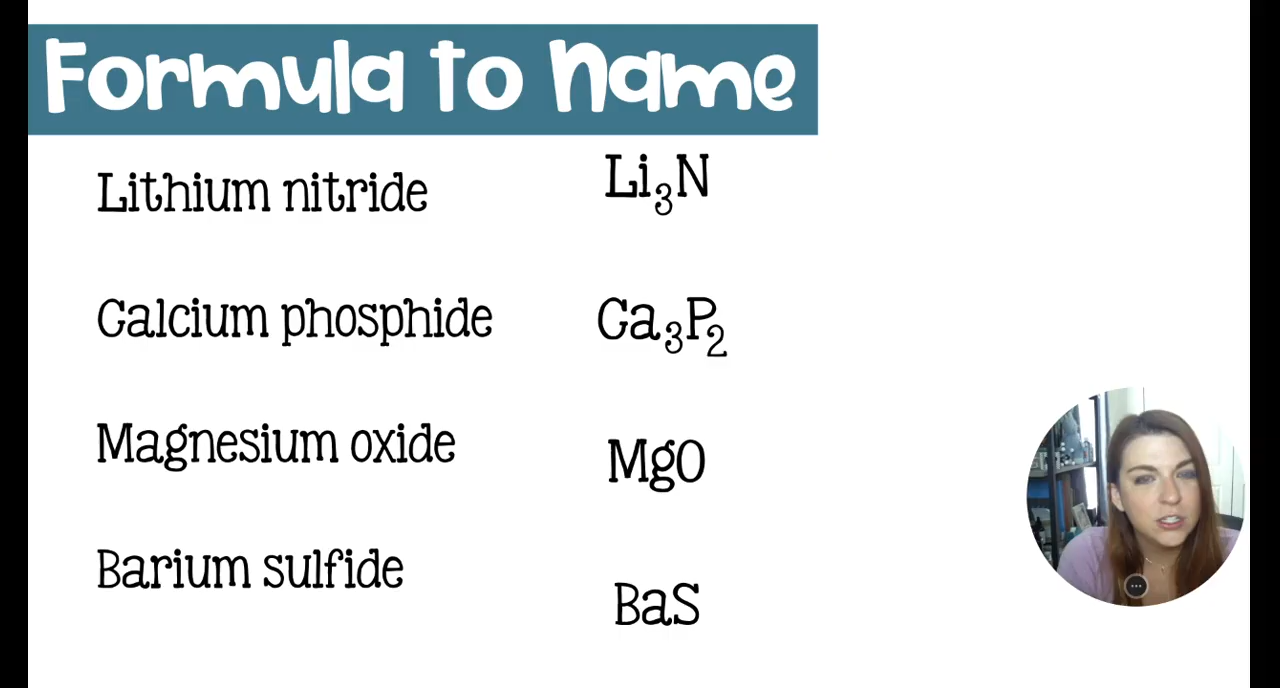 Formula to Name
Lithium nitride
Li₃N
Calcium phosphide
Ca₃P₂
Magnesium oxide
MgO
Barium sulfide
BaS